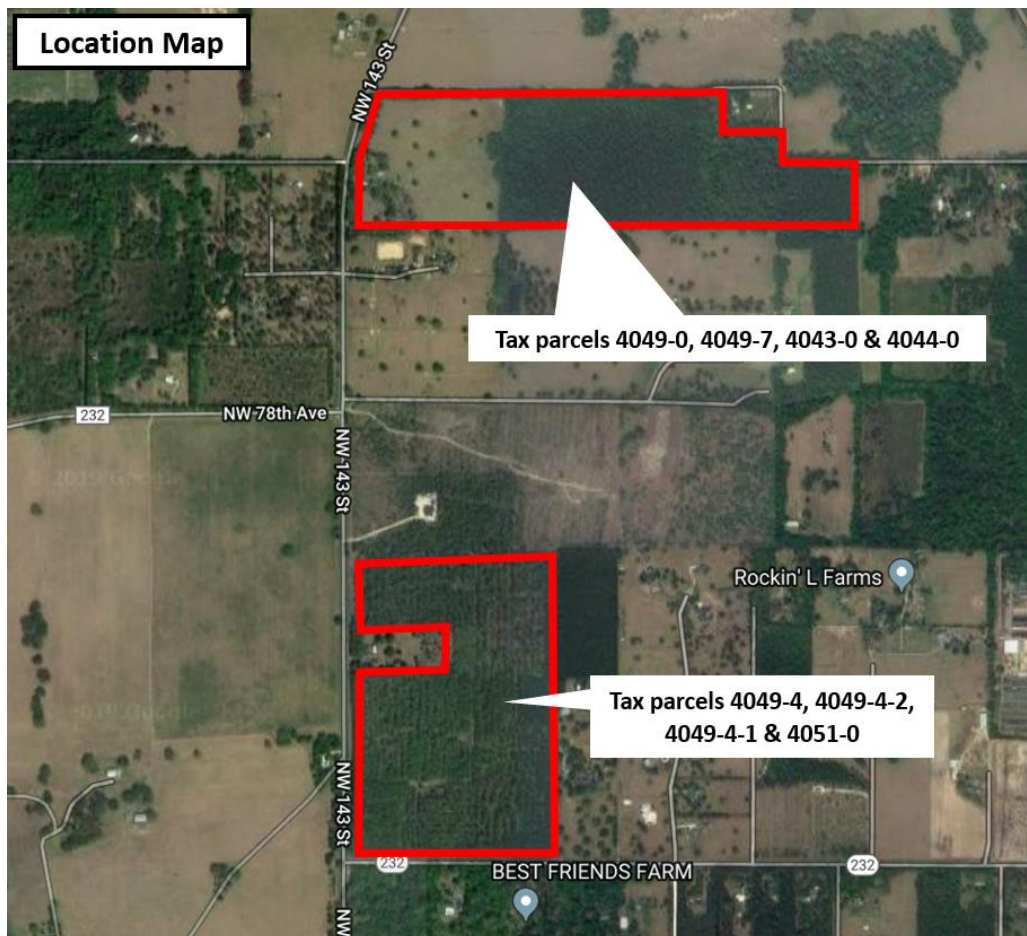 Location Map
NW 143 St
Tax parcels 4049-0, 4049-7, 4043-0 & 4044-0
232
NW 78th Ave
NW 143 St
Rockin' L Farms
Tax parcels 4049-4, 4049-4-2,
4049-4-1 & 4051-0
NW 143 St
232
232
BEST FRIENDS FARM
NW